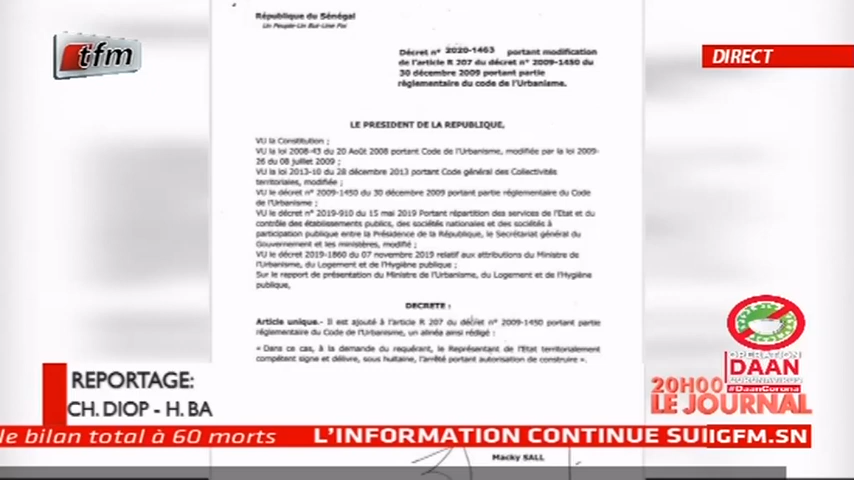 République du Sénégal
Un Peuple-Un But-Une Foi
tfm
DIRECT
Décret n° 2020-1463 portant modification
de l'article R 207 du décret n° 2009-1450 du
30 décembre 2009 portant partie
réglementaire du code de l'Urbanisme.
LE PRESIDENT DE LA REPUBLIQUE,
VU la Constitution ;
VU la loi 2008-43 du 20 Août 2008 portant Code de l'Urbanisme, modifiée par la loi 2009-
26 du 08 juillet 2009 ;
VU la loi 2013-10 du 28 décembre 2013 portant Code général des Collectivités
territoriales, modifiée ;
VU le décret n° 2009-1450 du 30 décembre 2009 portant partie réglementaire du Code
de l'Urbanisme ;
VU le décret n° 2019-910 du 15 mai 2019 Portant répartition des services de l'Etat et du
contrôle des établissements publics, des sociétés nationales et des sociétés à
participation publique entre la Présidence de la République, le Secrétariat général du
Gouvernement et les ministères, modifié ;
VU le décret 2019-1860 du 07 novembre 2019 relatif aux attributions du Ministre de
l'Urbanisme, du Logement et de l'Hygiène publique ;
Sur le rapport de présentation du Ministre de l'Urbanisme, du Logement et de l'Hygiène
publique,
DECRETE :
Article unique.- Il est ajouté à l'article R 207 du décret n° 2009-1450 portant partie
réglementaire du Code de l'Urbanisme, un alinéa ainsi rédigé :
« Dans ce cas, à la demande du requérant, le Représentant de l'Etat territorialement
compétent signe et délivre, sous huitaine, l'arrêté portant autorisation de construire ».
OPERATION
DAAN
CORONAVIRUS
#DaanCorona
REPORTAGE:
CH. DIOP - H. BA
20H00
LE JOURNAL
le bilan total à 60 morts
L'INFORMATION CONTINUE SUR IGFM.SN
Macky SALL